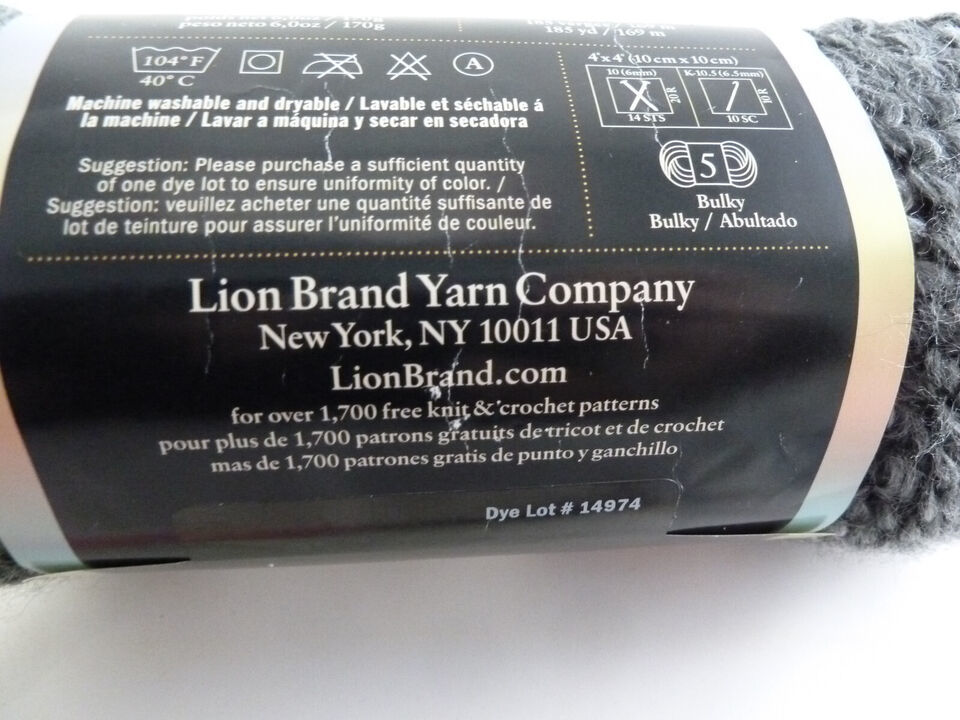 peso neto 6,0oz / 170g
185 yd / 169 m
104° F
40° C
A
Machine washable and dryable / Lavable et séchable á
la machine / Lavar a máquina y secar en secadora
4"x 4" (10 cm x 10 cm)
10 (6mm)
20 R
14 STS
K-10.5 (6.5mm)
10 R
10 SC
5
Bulky
Bulky / Abultado
Suggestion: Please purchase a sufficient quantity
of one dye lot to ensure uniformity of color. /
Suggestion: veuillez acheter une quantité suffisante de
lot de teinture pour assurer l'uniformité de couleur.
Lion Brand Yarn Company
New York, NY 10011 USA
LionBrand.com
for over 1,700 free knit & crochet patterns
pour plus de 1,700 patrons gratuits de tricot et de crochet
mas de 1,700 patrones gratis de punto y ganchillo
Dye Lot # 14974